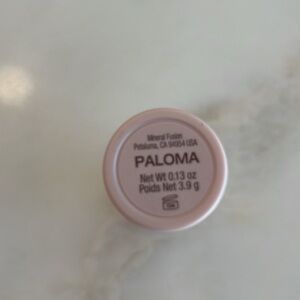 Mineral Fusion
Petaluma, CA 94954 USA
PALOMA
Net Wt 0.13 oz
Poids Net 3.9 g